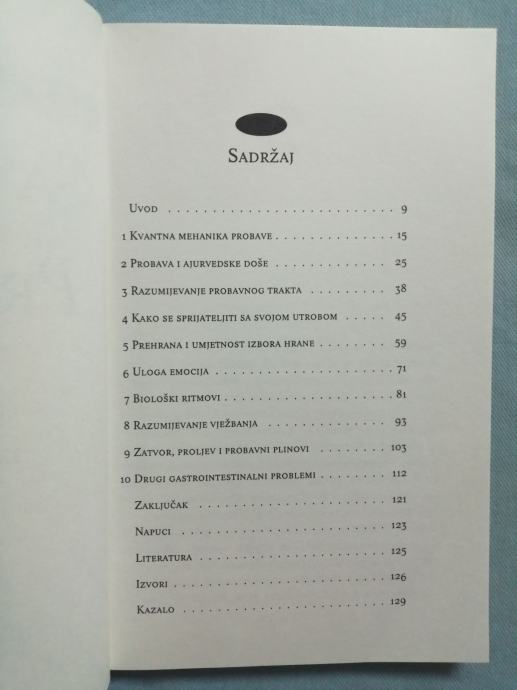 Sadržaj
Uvod . . . . . . . . . . . . . . . . . . . . . . . . . . . 9
1 Kvantna mehanika probave . . . . . . . . . . . . . . 15
2 Probava i ajurvedske doše . . . . . . . . . . . . . . 25
3 Razumijevanje probavnog trakta . . . . . . . . . . 38
4 Kako se sprijateljiti sa svojom utrobom . . . . . . 45
5 Prehrana i umjetnost izbora hrane . . . . . . . . . 59
6 Uloga emocija . . . . . . . . . . . . . . . . . . . . . 71
7 Biološki ritmovi . . . . . . . . . . . . . . . . . . . . 81
8 Razumijevanje vježbanja . . . . . . . . . . . . . . . 93
9 Zatvor, proljev i probavni plinovi . . . . . . . . . 103
10 Drugi gastrointestinalni problemi . . . . . . . . 112
Zaključak . . . . . . . . . . . . . . . . . . . . . . . 121
Napuci . . . . . . . . . . . . . . . . . . . . . . . . . 123
Literatura . . . . . . . . . . . . . . . . . . . . . . . 125
Izvori . . . . . . . . . . . . . . . . . . . . . . . . . . 126
Kazalo . . . . . . . . . . . . . . . . . . . . . . . . . 129